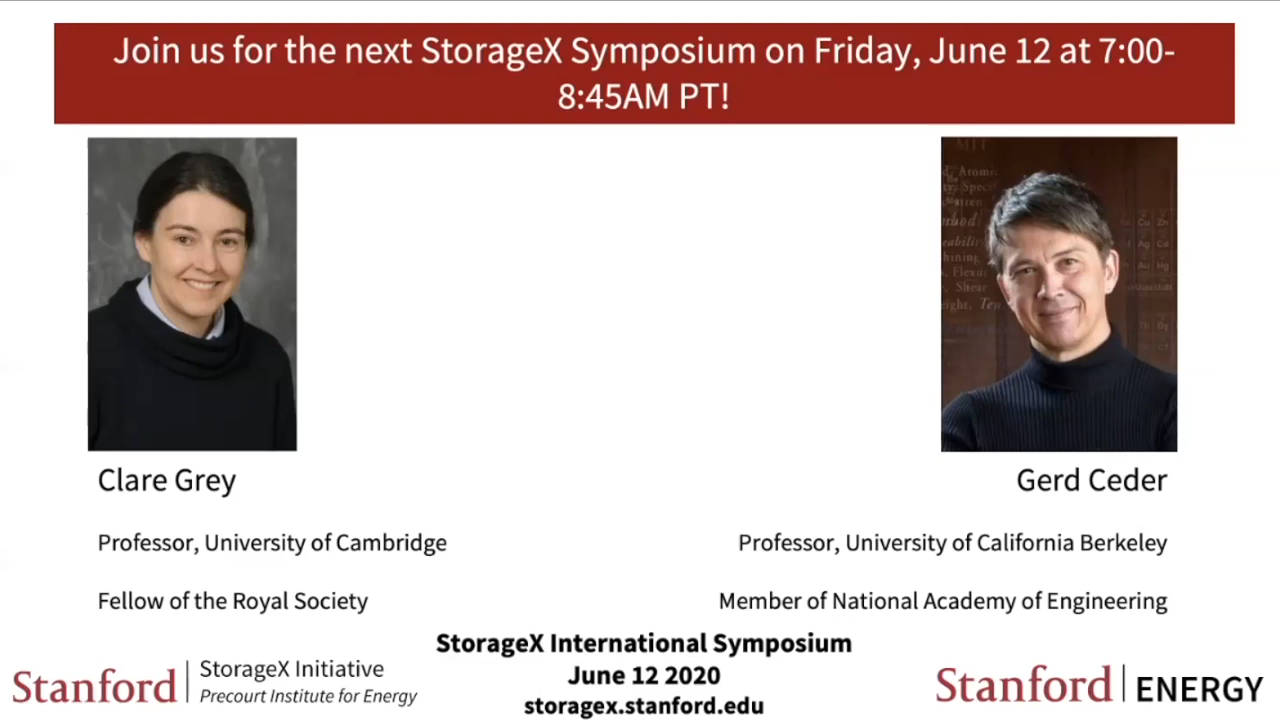 Join us for the next StorageX Symposium on Friday, June 12 at 7:00-
8:45AM PT!
MIT
Clare Grey
Gerd Ceder
Professor, University of Cambridge
Professor, University of California Berkeley
Fellow of the Royal Society
Member of National Academy of Engineering
StorageX International Symposium
June 12 2020
storagex.stanford.edu
Stanford
StorageX Initiative
Precourt Institute for Energy
Stanford ENERGY